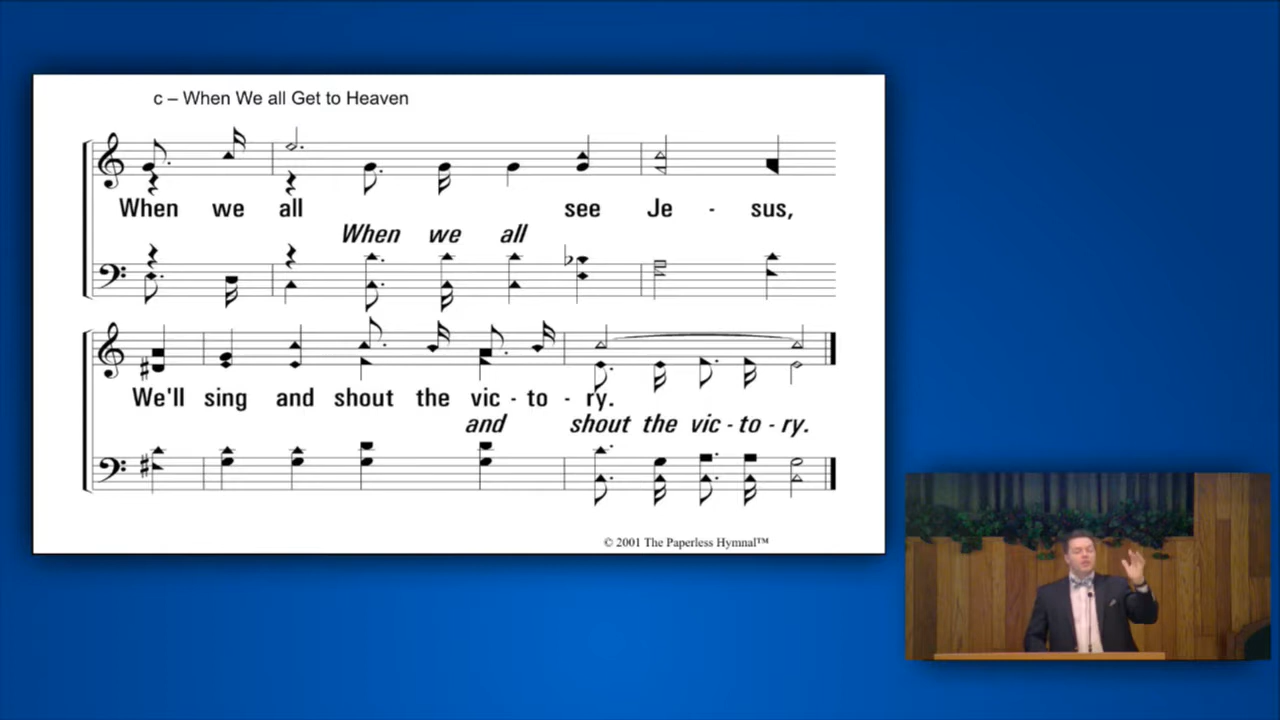 c – When We all Get to Heaven
When we all see Je - sus,
When we all
We'll sing and shout the vic - to - ry.
and shout the vic - to - ry.
© 2001 The Paperless Hymnal™